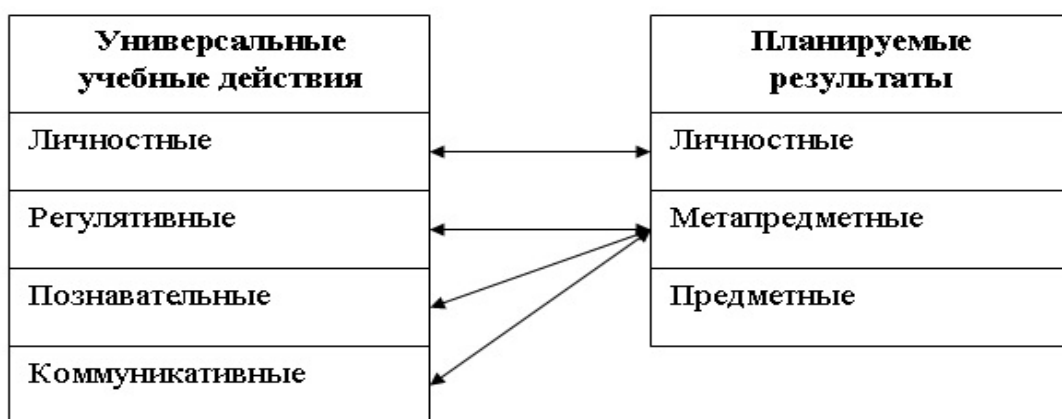 Универсальные
учебные действия
Личностные
Регулятивные
Познавательные
Коммуникативные
Планируемые
результаты
Личностные
Метапредметные
Предметные